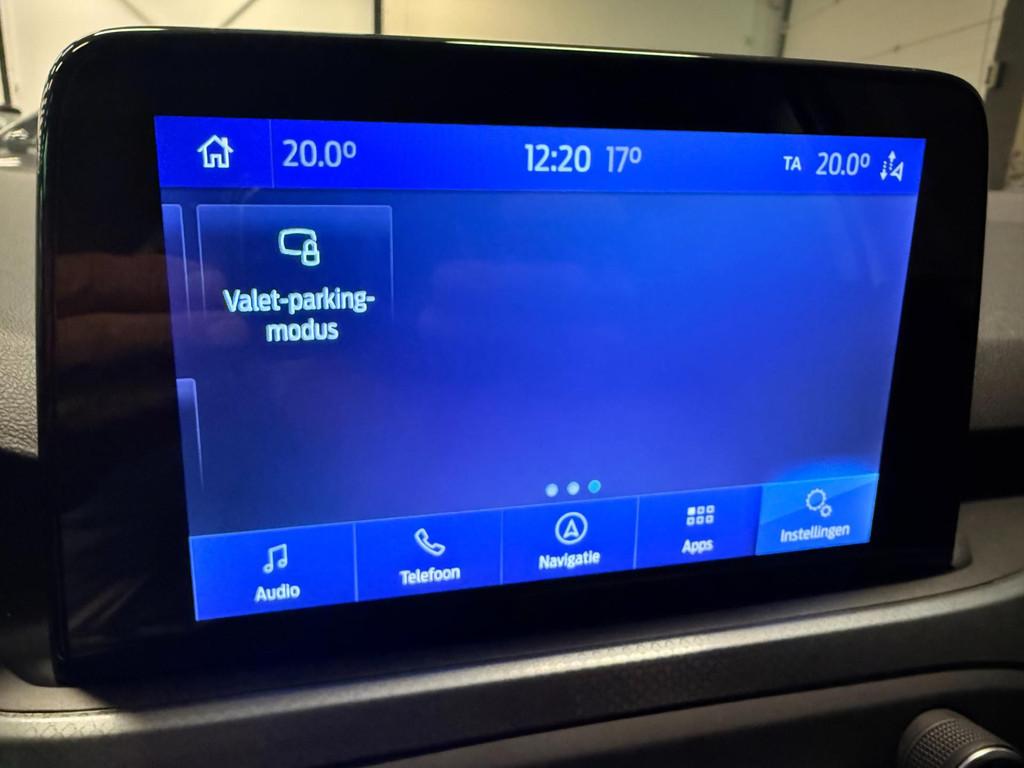 20.0° 12:20 17° TA 20.0°
Valet-parking-
modus
Audio Telefoon Navigatie Apps Instellingen